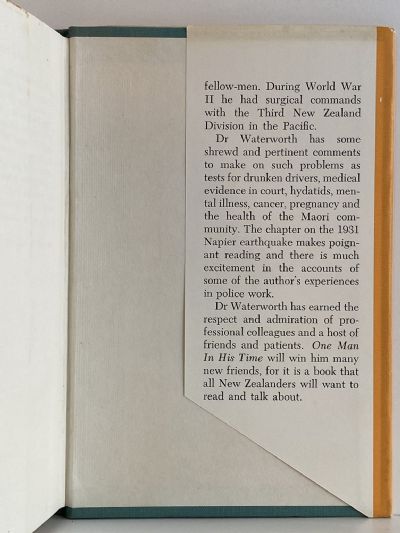 fellow-men. During World War
II he had surgical commands
with the Third New Zealand
Division in the Pacific.
Dr Waterworth has some
shrewd and pertinent comments
to make on such problems as
tests for drunken drivers, medical
evidence in court, hydatids, men-
tal illness, cancer, pregnancy and
the health of the Maori com-
munity. The chapter on the 1931
Napier earthquake makes poign-
ant reading and there is much
excitement in the accounts of
some of the author's experiences
in police work.
Dr Waterworth has earned the
respect and admiration of pro-
fessional colleagues and a host of
friends and patients. One Man
In His Time will win him many
new friends, for it is a book that
all New Zealanders will want to
read and talk about.